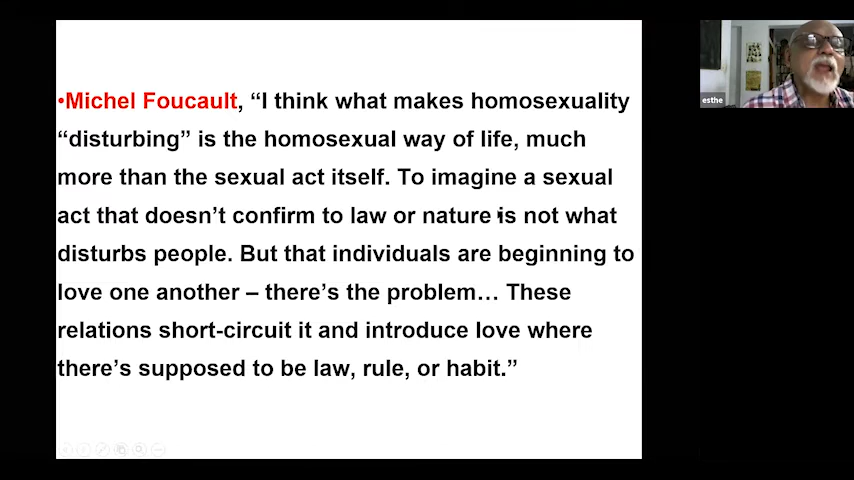 •Michel Foucault, “I think what makes homosexuality
“disturbing” is the homosexual way of life, much
more than the sexual act itself. To imagine a sexual
act that doesn’t confirm to law or nature is not what
disturbs people. But that individuals are beginning to
love one another – there’s the problem… These
relations short-circuit it and introduce love where
there’s supposed to be law, rule, or habit.”
esthe